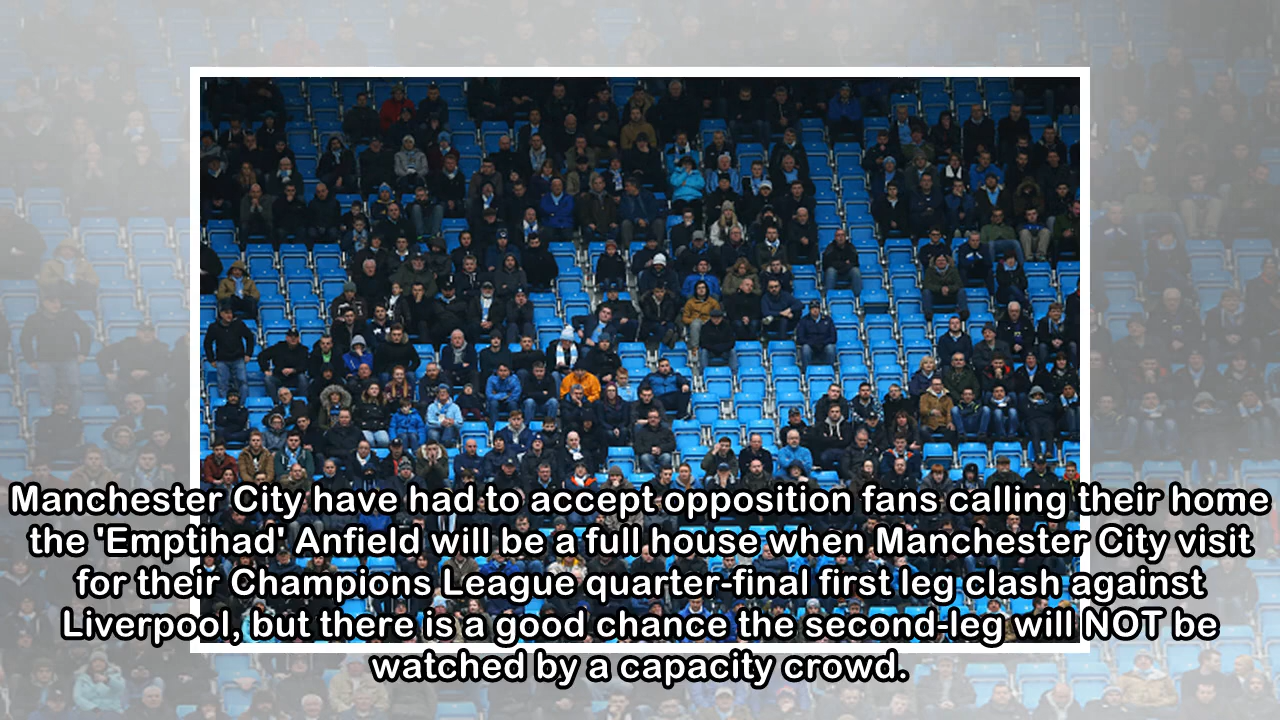 Manchester City have had to accept opposition fans calling their home
the 'Emptihad' Anfield will be a full house when Manchester City visit
for their Champions League quarter-final first leg clash against
Liverpool, but there is a good chance the second-leg will NOT be
watched by a capacity crowd.